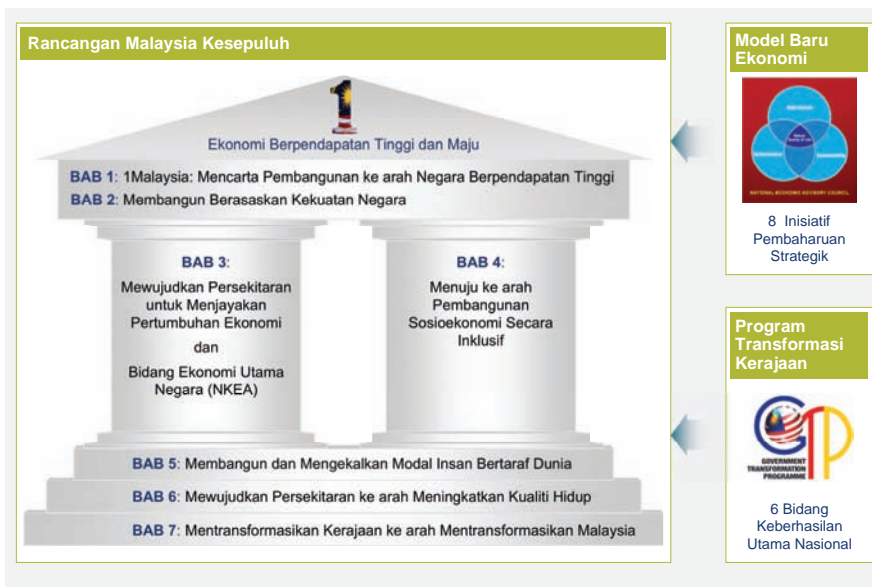 Rancangan Malaysia Kesepuluh
1
Ekonomi Berpendapatan Tinggi dan Maju
BAB 1: 1Malaysia: Mencarta Pembangunan ke arah Negara Berpendapatan Tinggi
BAB 2: Membangun Berasaskan Kekuatan Negara
BAB 3:
Mewujudkan Persekitaran
untuk Menjayakan
Pertumbuhan Ekonomi
dan
Bidang Ekonomi Utama
Negara (NKEA)
BAB 4:
Menuju ke arah
Pembangunan
Sosioekonomi Secara
Inklusif
BAB 5: Membangun dan Mengekalkan Modal Insan Bertaraf Dunia
BAB 6: Mewujudkan Persekitaran ke arah Meningkatkan Kualiti Hidup
BAB 7: Mentransformasikan Kerajaan ke arah Mentransformasikan Malaysia
Model Baru
Ekonomi
NATIONAL ECONOMIC ADVISORY COUNCIL
8 Inisiatif
Pembaharuan
Strategik
Program
Transformasi
Kerajaan
GTP
GOVERNMENT
TRANSFORMATION
PROGRAMME
6 Bidang
Keberhasilan
Utama Nasional